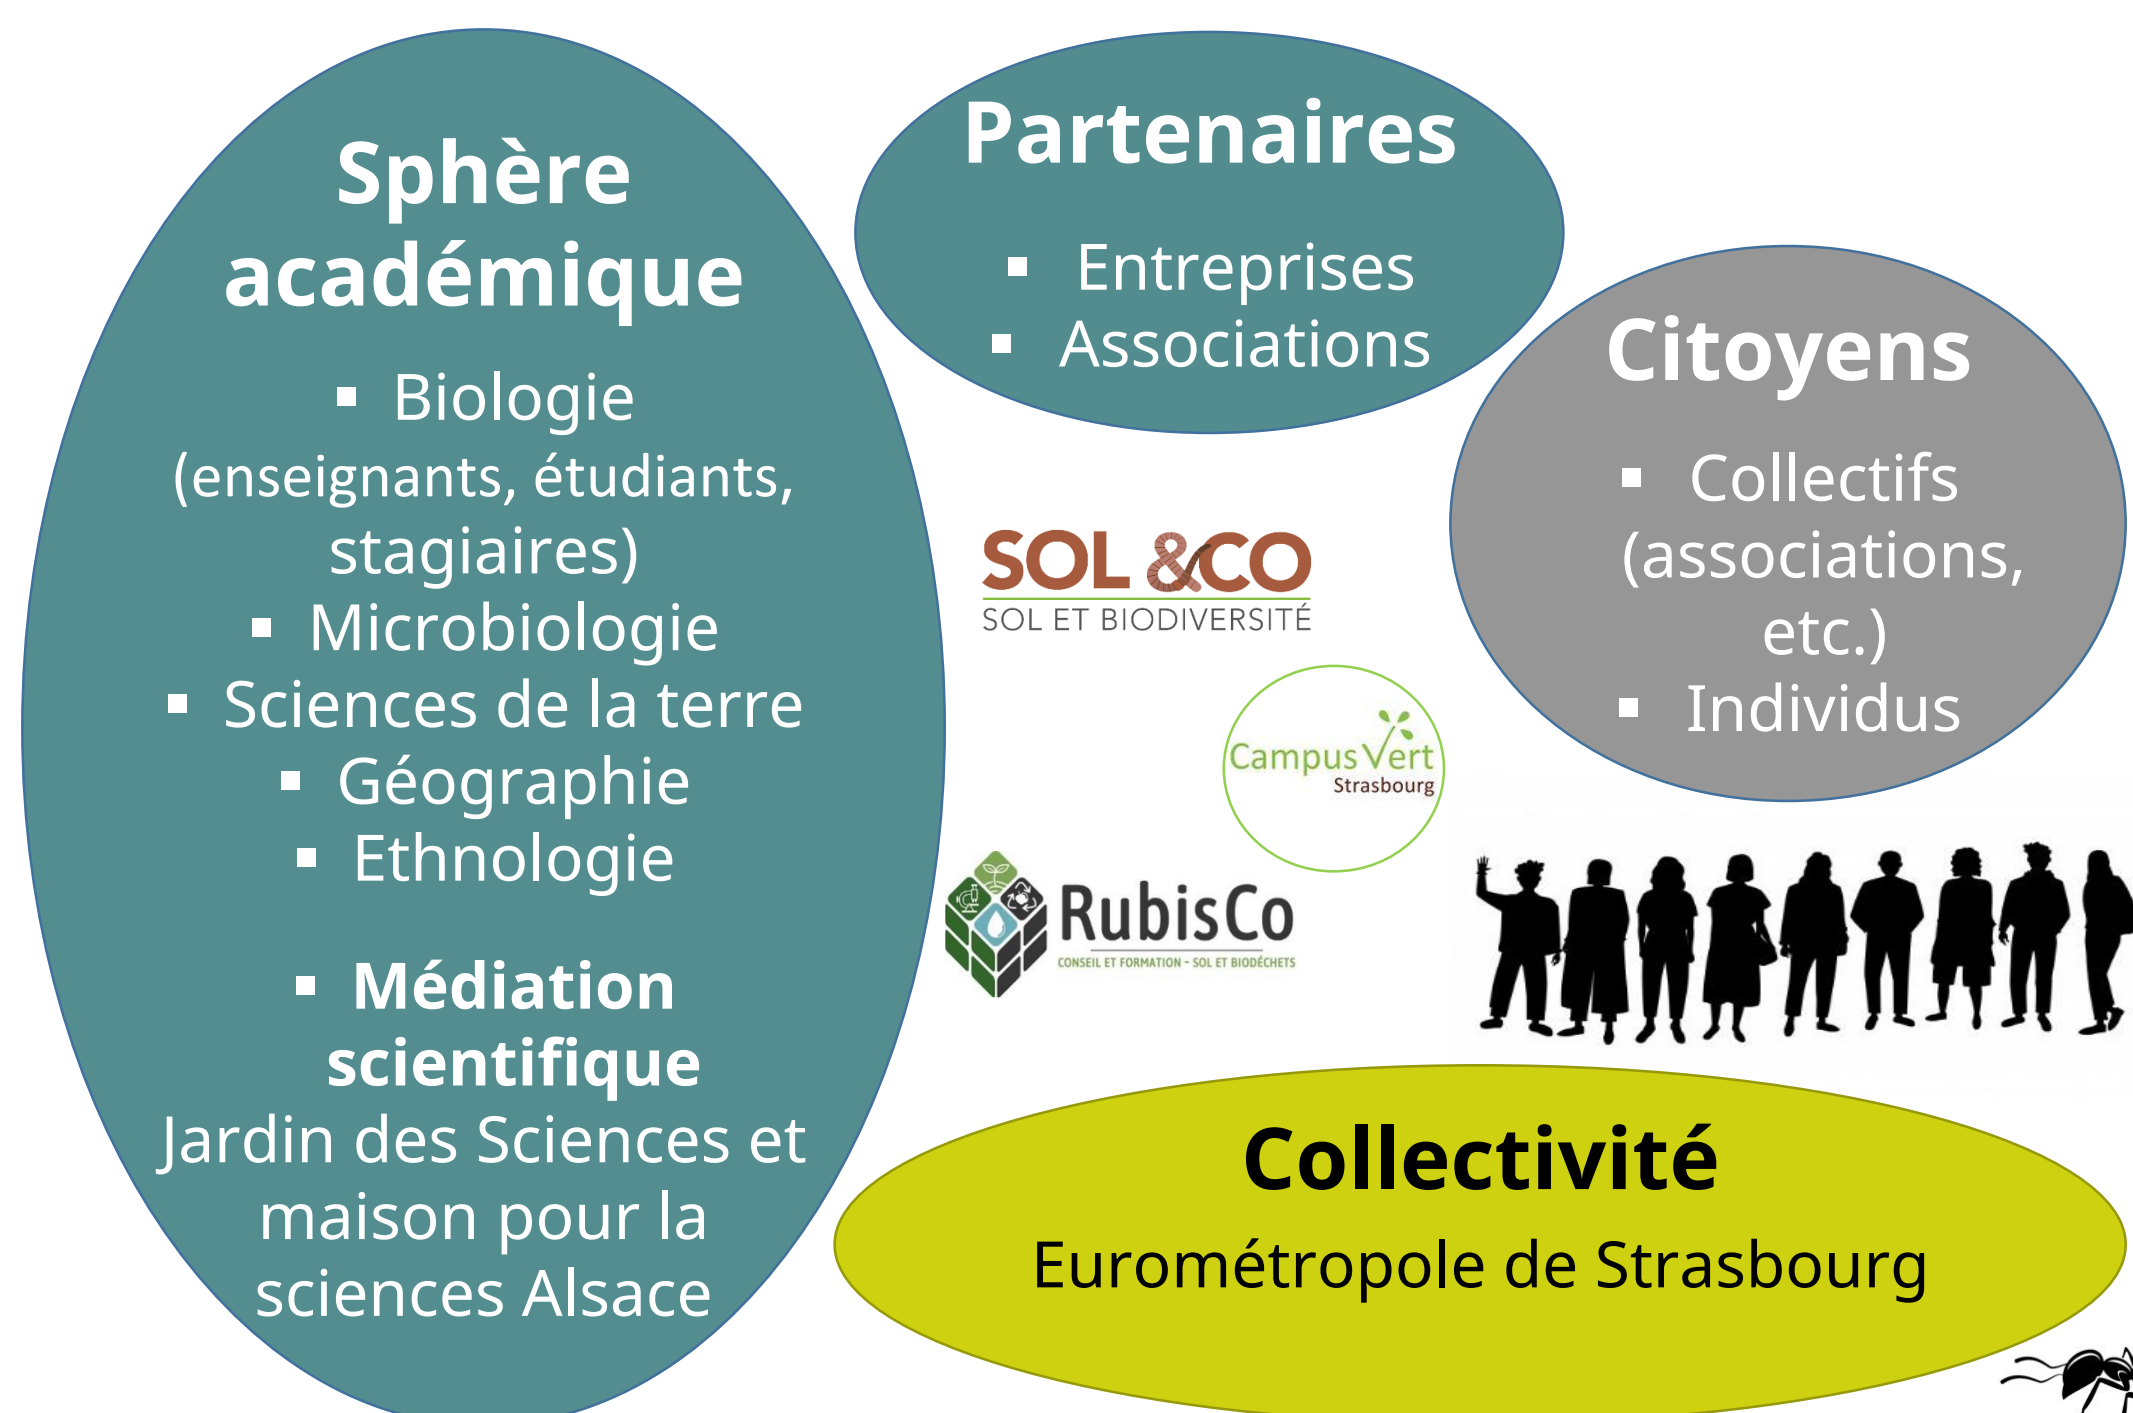 Sphère
académique
▪ Biologie
(enseignants, étudiants,
stagiaires)
▪ Microbiologie
▪ Sciences de la terre
▪ Géographie
▪ Ethnologie
▪ Médiation
scientifique
Jardin des Sciences et
maison pour la
sciences Alsace
Partenaires
▪ Entreprises
▪ Associations
Citoyens
▪ Collectifs
(associations,
etc.)
▪ Individus
SOL &CO
SOL ET BIODIVERSITÉ
Campus Vert
Strasbourg
RubisCo
CONSEIL ET FORMATION - SOL ET BIODÉCHETS
Collectivité
Eurométropole de Strasbourg